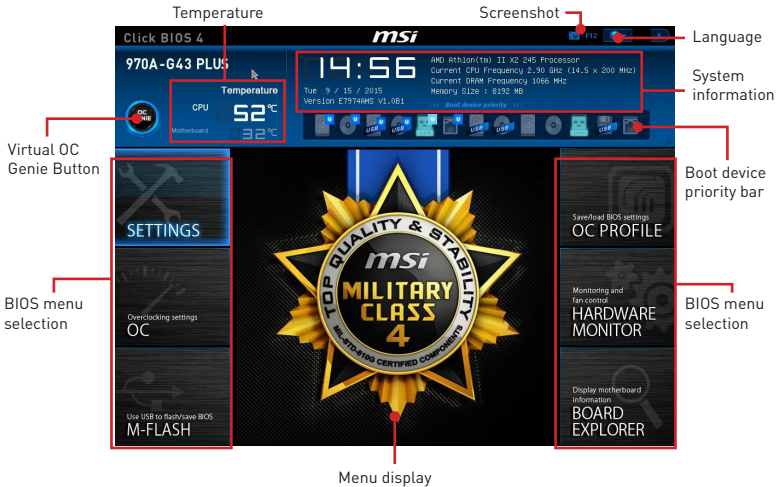 Temperature
Screenshot
Click BIOS 4
msi
F12
Language
970A-G43 PLUS
14:56
AMD Athlon(tm) II X2 245 Processor
Current CPU Frequency 2.90 GHz (14.5 x 200 MHz)
Current DRAM Frequency 1066 MHz
Memory Size : 8192 MB
System
information
Temperature
CPU 52°C
Motherboard 32°C
Tue 9 / 15 / 2015
Version E7974AMS V1.0B1
Boot device priority
OC
GENIE
U
U
USB
U
USB
U
U
U
USB
USB
USB
Virtual OC
Genie Button
Boot device
priority bar
SETTINGS
Save/load BIOS settings
OC PROFILE
TOP QUALITY & STABILITY
msi
MILITARY
CLASS
4
MIL-STD-810G CERTIFIED COMPONENTS
BIOS menu
selection
Overclocking settings
OC
Monitoring and
fan control
HARDWARE
MONITOR
BIOS menu
selection
Use USB to flash/save BIOS
M-FLASH
Display motherboard
information
BOARD
EXPLORER
Menu display